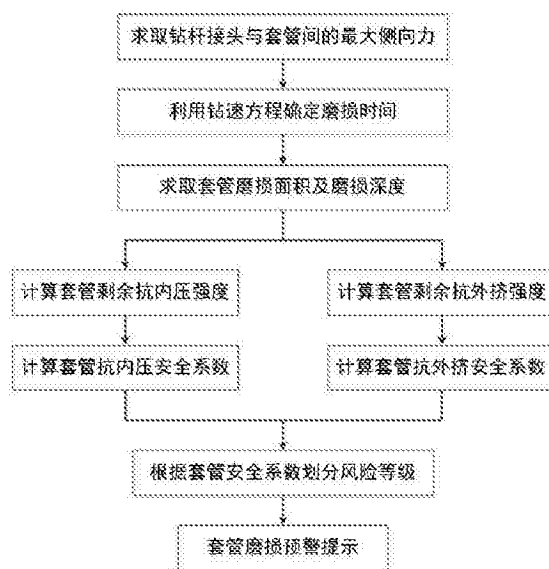 求取钻杆接头与套管间的最大侧向力
利用钻速方程确定磨损时间
求取套管磨损面积及磨损深度
计算套管剩余抗内压强度
计算套管剩余抗外挤强度
计算套管抗内压安全系数
计算套管抗外挤安全系数
根据套管安全系数划分风险等级
套管磨损预警提示